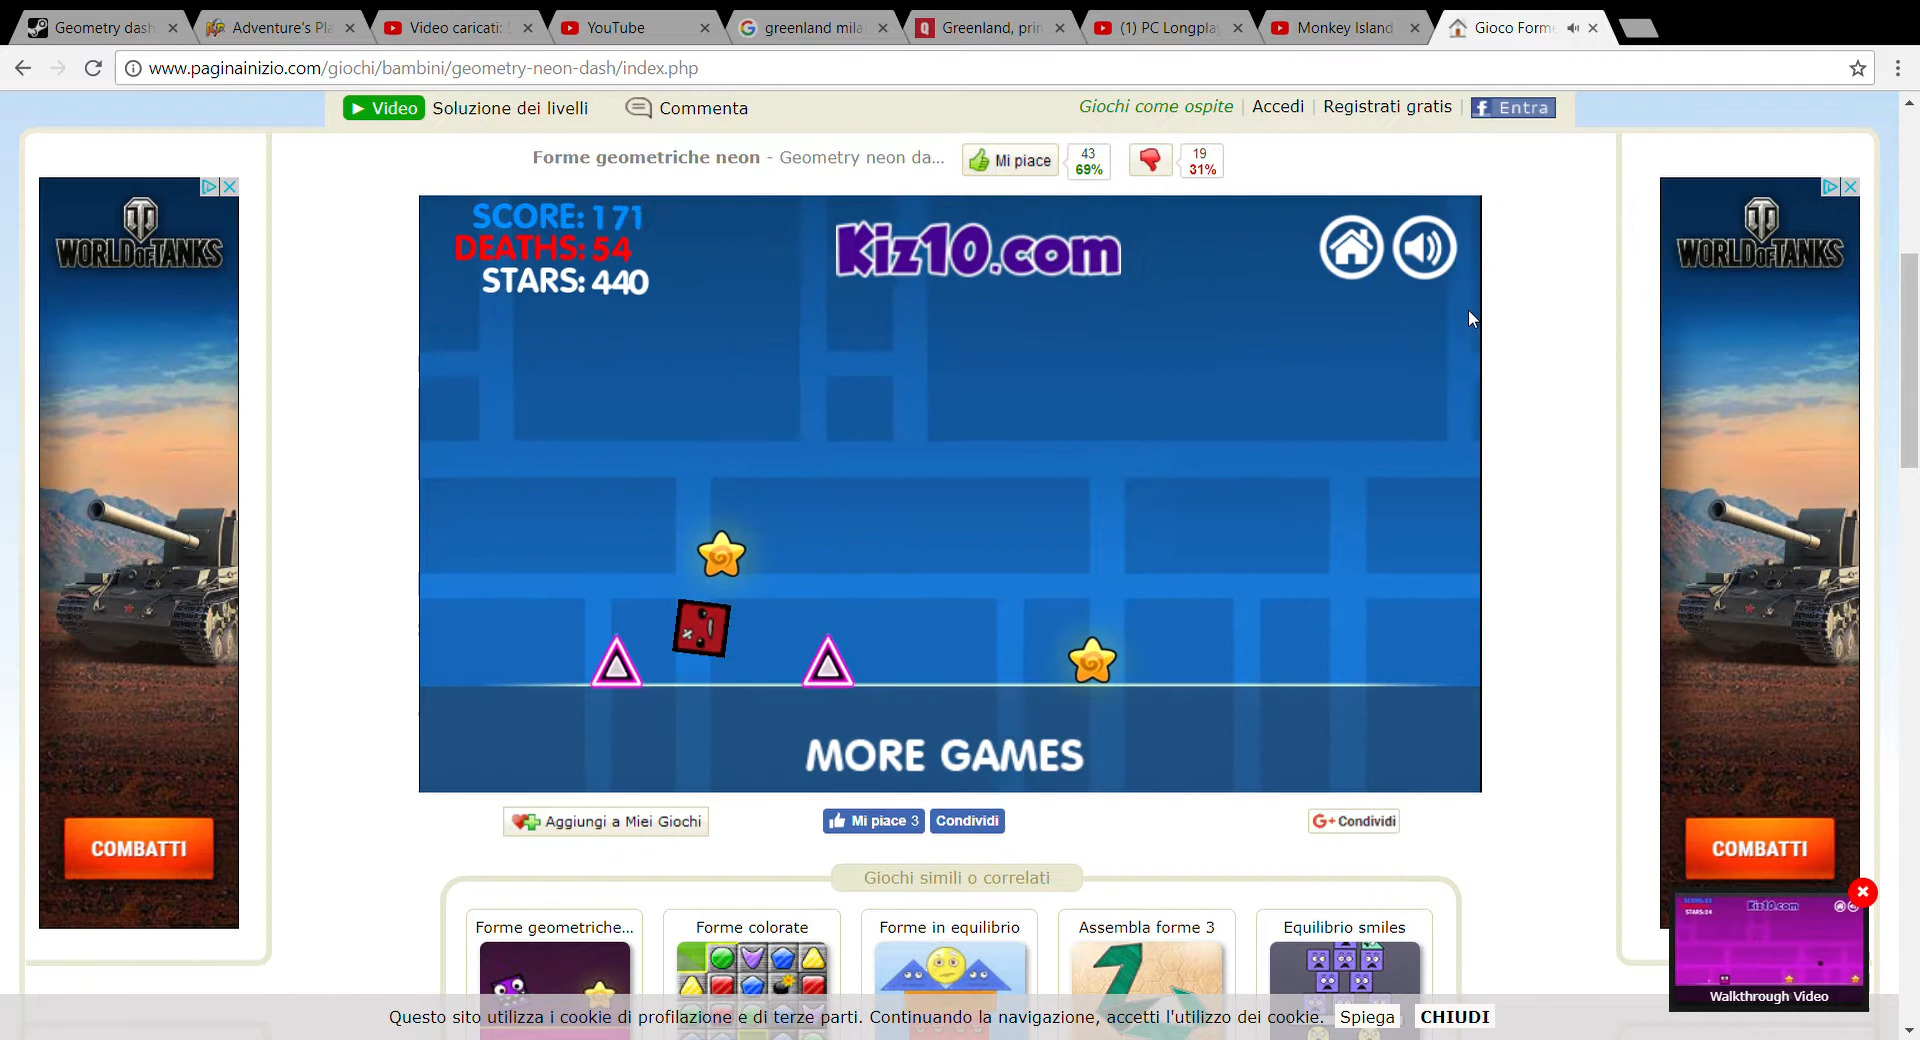 Geometry dash
Adventure's Pla
Video caricati:
YouTube
greenland mila
Greenland, prin
(1) PC Longplay
Monkey Island
Gioco Forme
www.paginainizio.com/giochi/bambini/geometry-neon-dash/index.php
Video Soluzione dei livelli
Commenta
Giochi come ospite | Accedi | Registrati gratis | f Entra
Forme geometriche neon - Geometry neon da...
Mi piace
43
69%
19
31%
WORLD OF TANKS
COMBATTI
SCORE: 171
DEATHS: 54
STARS: 440
Kiz10.com
MORE GAMES
WORLD OF TANKS
COMBATTI
Aggiungi a Miei Giochi
Mi piace 3
Condividi
G+ Condividi
Giochi simili o correlati
Forme geometriche...
Forme colorate
Forme in equilibrio
Assembla forme 3
Equilibrio smiles
Kiz10.com
Walkthrough Video
Questo sito utilizza i cookie di profilazione e di terze parti. Continuando la navigazione, accetti l'utilizzo dei cookie. Spiega CHIUDI